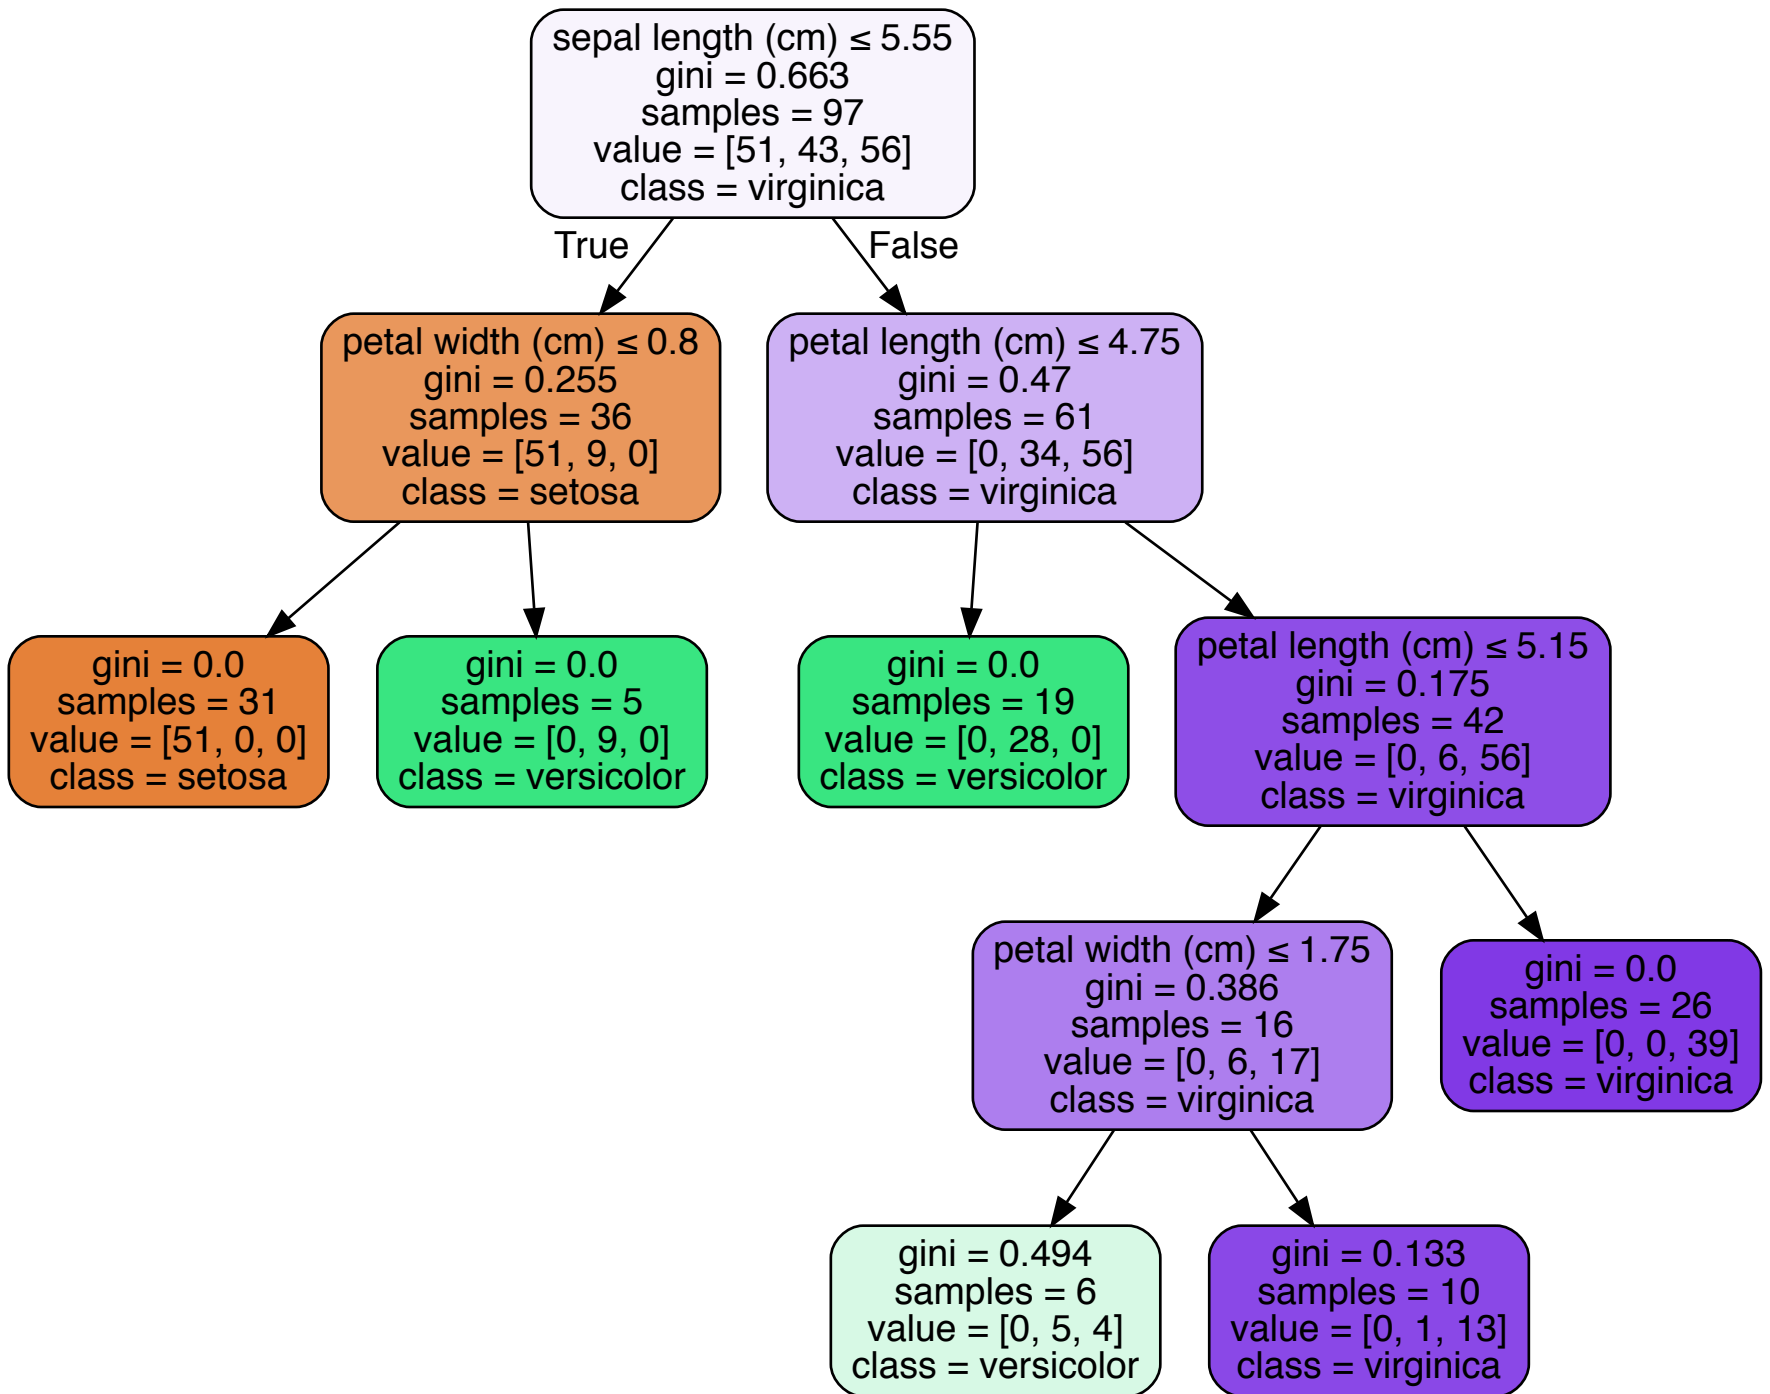 sepal length (cm) ≤ 5.55
gini = 0.663
samples = 97
value = [51, 43, 56]
class = virginica
True
False
petal width (cm) ≤ 0.8
gini = 0.255
samples = 36
value = [51, 9, 0]
class = setosa
petal length (cm) ≤ 4.75
gini = 0.47
samples = 61
value = [0, 34, 56]
class = virginica
gini = 0.0
samples = 31
value = [51, 0, 0]
class = setosa
gini = 0.0
samples = 5
value = [0, 9, 0]
class = versicolor
gini = 0.0
samples = 19
value = [0, 28, 0]
class = versicolor
petal length (cm) ≤ 5.15
gini = 0.175
samples = 42
value = [0, 6, 56]
class = virginica
petal width (cm) ≤ 1.75
gini = 0.386
samples = 16
value = [0, 6, 17]
class = virginica
gini = 0.0
samples = 26
value = [0, 0, 39]
class = virginica
gini = 0.494
samples = 6
value = [0, 5, 4]
class = versicolor
gini = 0.133
samples = 10
value = [0, 1, 13]
class = virginica